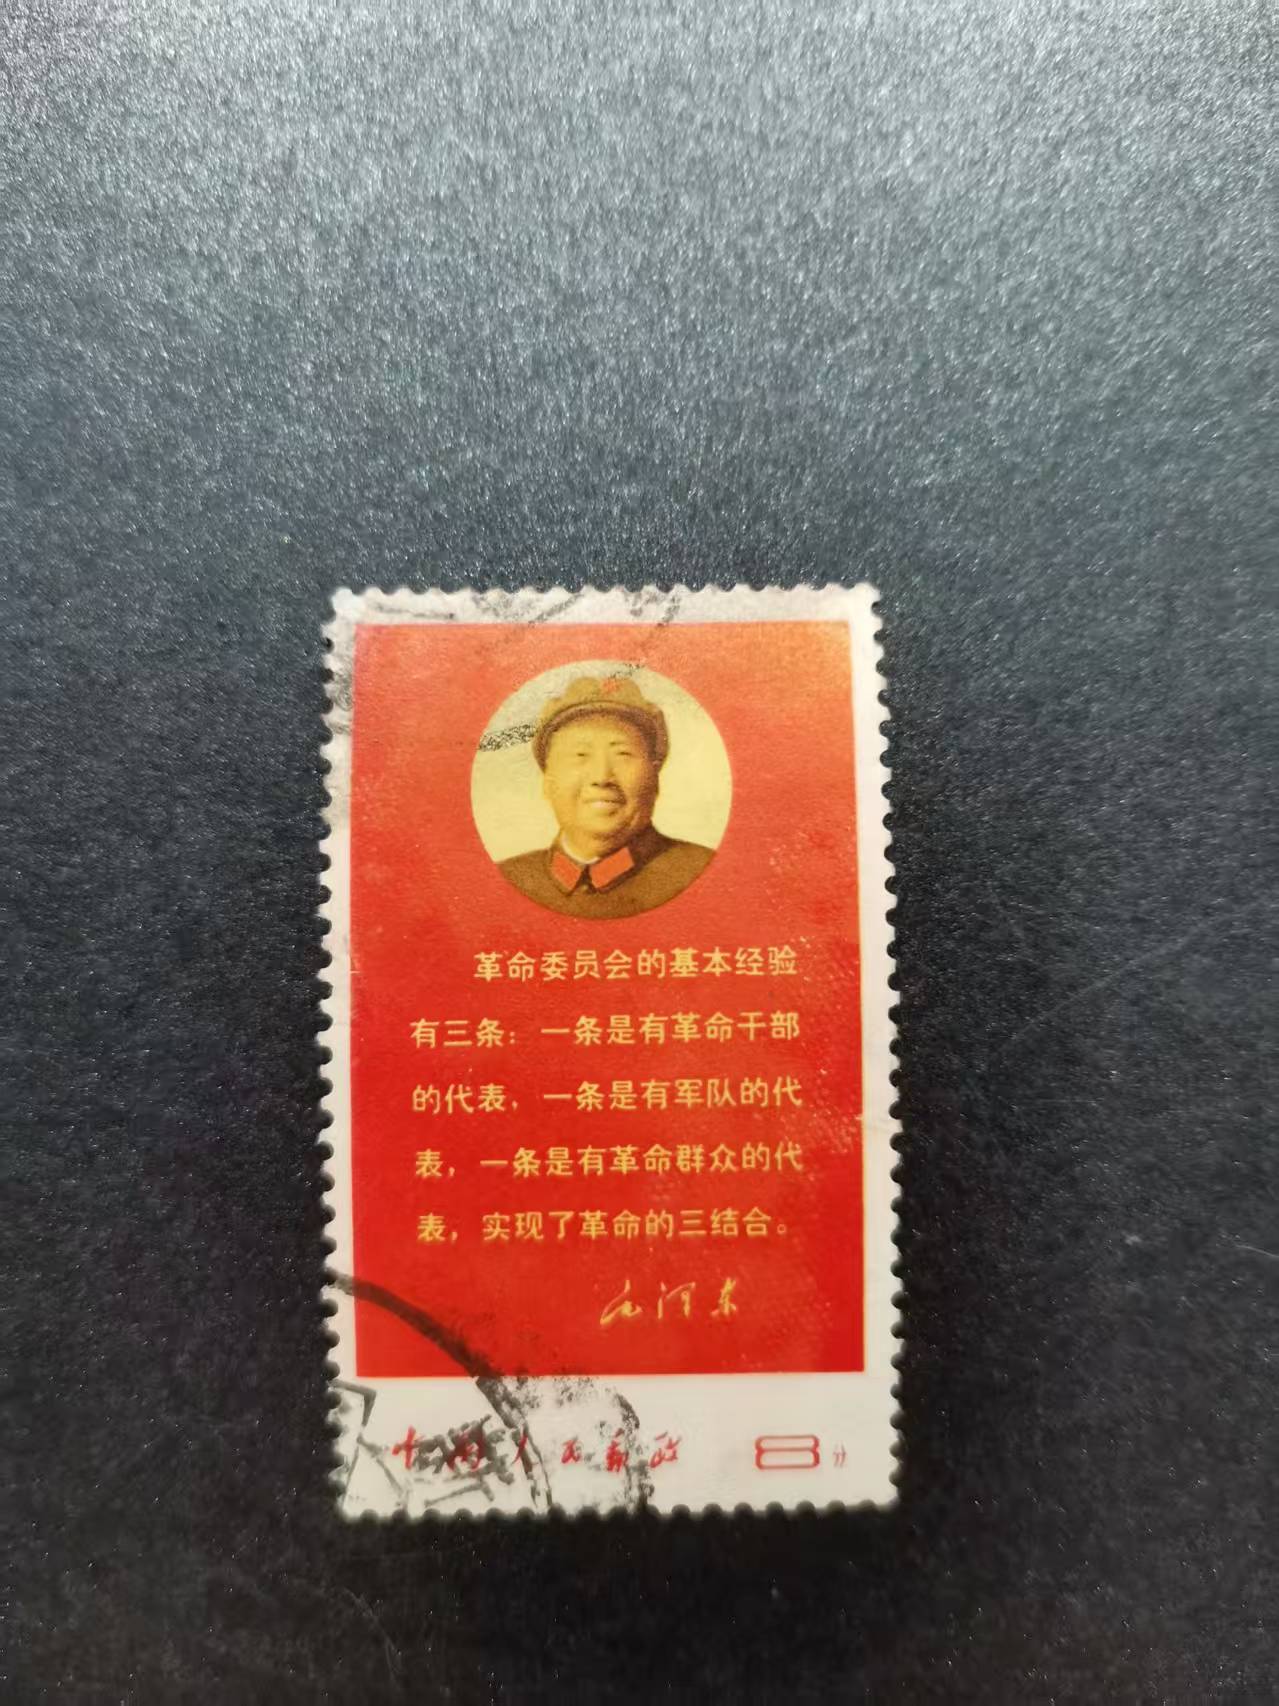 革命委员会的基本经验
有三条：一条是有革命干部
的代表，一条是有军队的代
表，一条是有革命群众的代
表，实现了革命的三结合。
毛泽东
中国人民邮政 8分